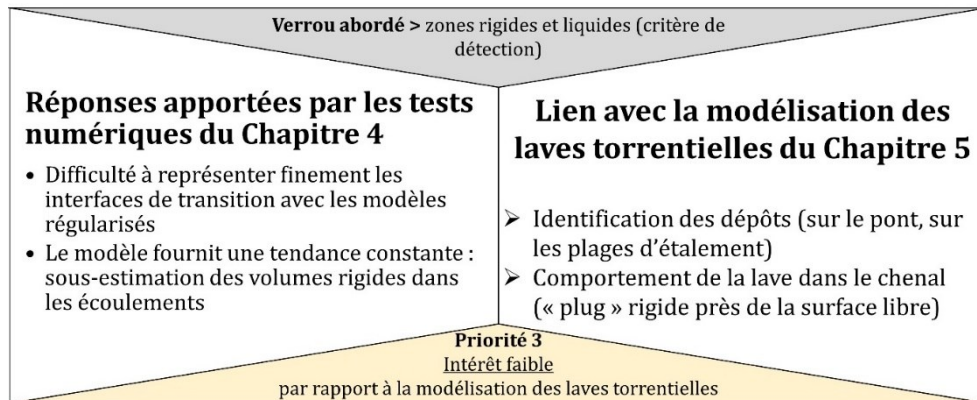 Verrou abordé > zones rigides et liquides (critère de
détection)
Réponses apportées par les tests
numériques du Chapitre 4
• Difficulté à représenter finement les
interfaces de transition avec les modèles
régularisés
• Le modèle fournit une tendance constante :
sous-estimation des volumes rigides dans
les écoulements
Lien avec la modélisation des
laves torrentielles du Chapitre 5
➢ Identification des dépôts (sur le pont, sur
les plages d'étalement)
➢ Comportement de la lave dans le chenal
(« plug » rigide près de la surface libre)
Priorité 3
Intérêt faible
par rapport à la modélisation des laves torrentielles